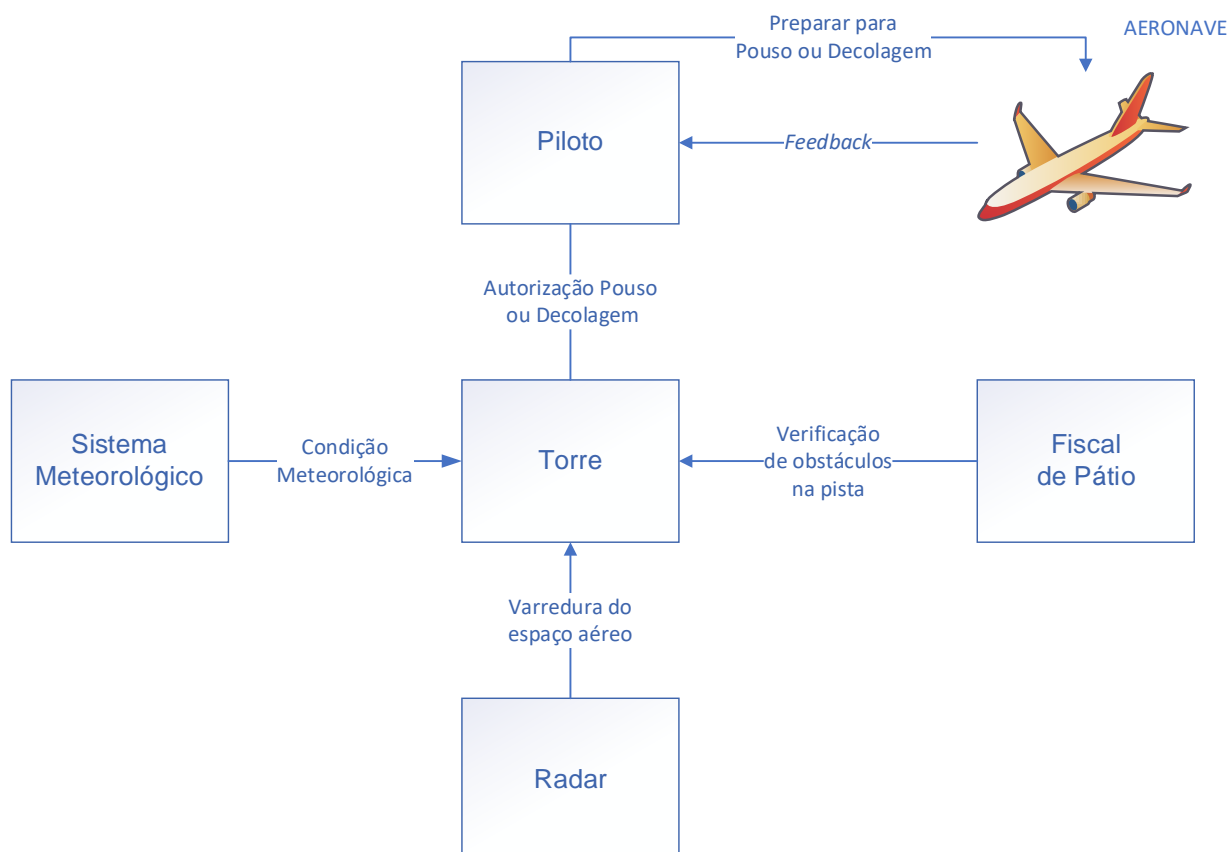 Preparar para
Pouso ou Decolagem
AERONAVE
Piloto
Feedback
Autorização Pouso
ou Decolagem
Sistema
Meteorológico
Condição
Meteorológica
Torre
Verificação
de obstáculos
na pista
Fiscal
de Pátio
Varredura do
espaço aéreo
Radar